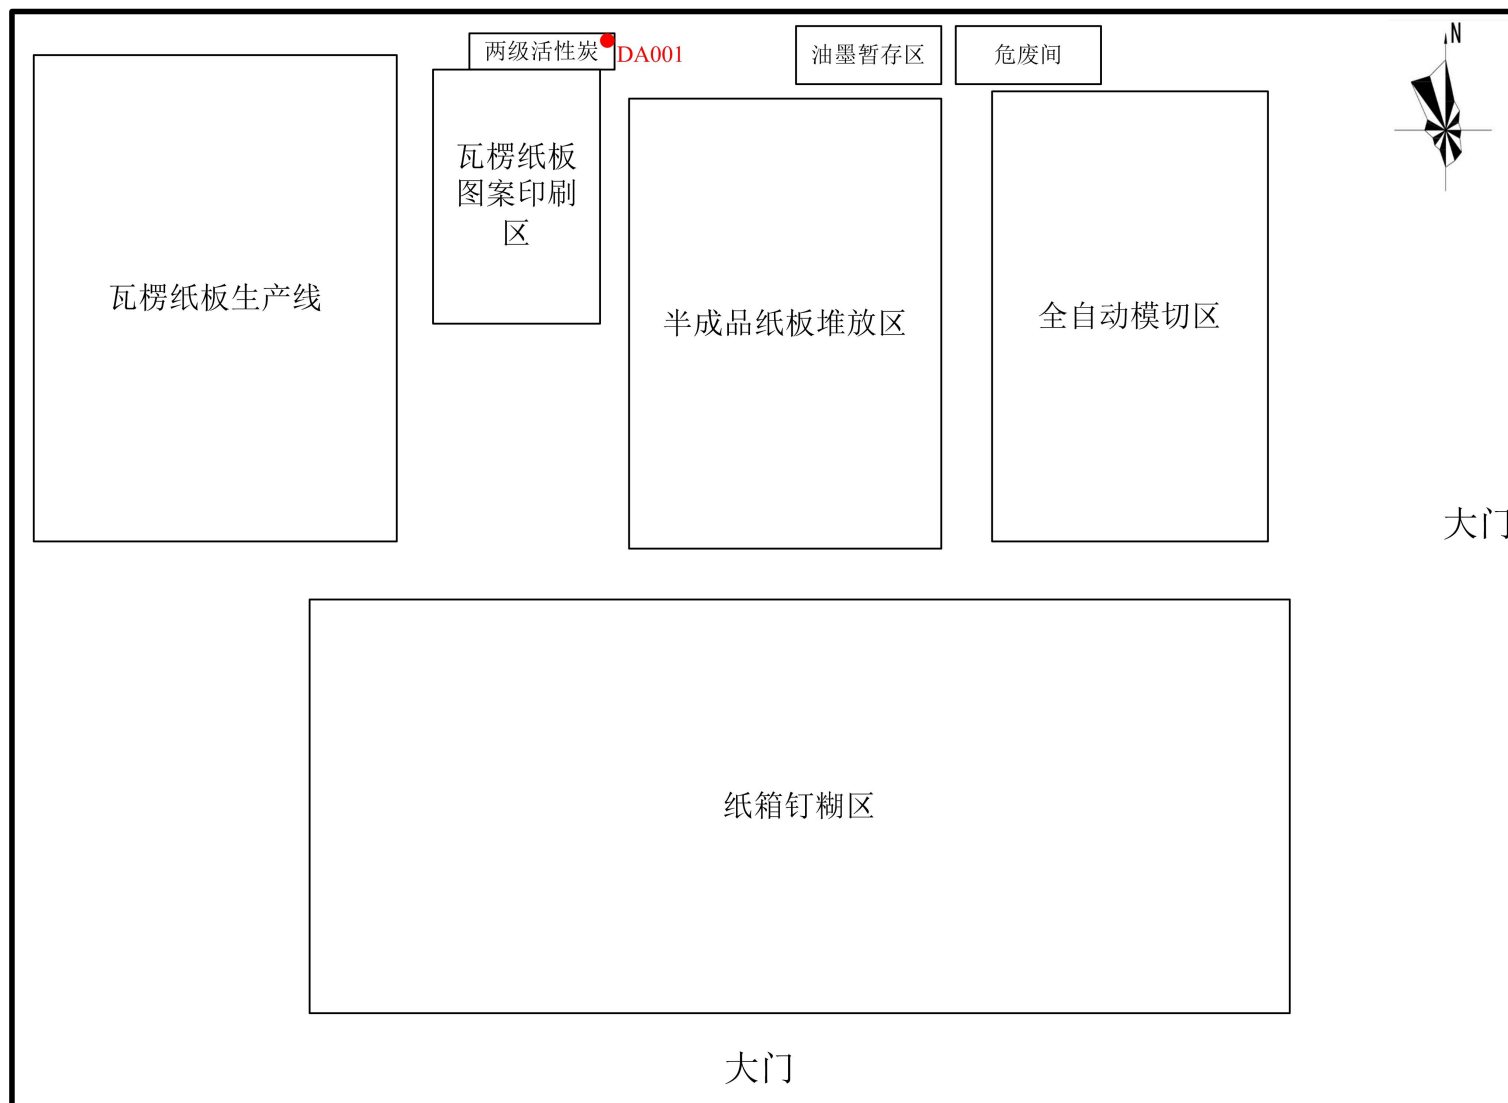 两级活性炭
DA001
油墨暂存区
危废间
N
瓦楞纸板
图案印刷
区
瓦楞纸板生产线
半成品纸板堆放区
全自动模切区
大门
纸箱钉糊区
大门